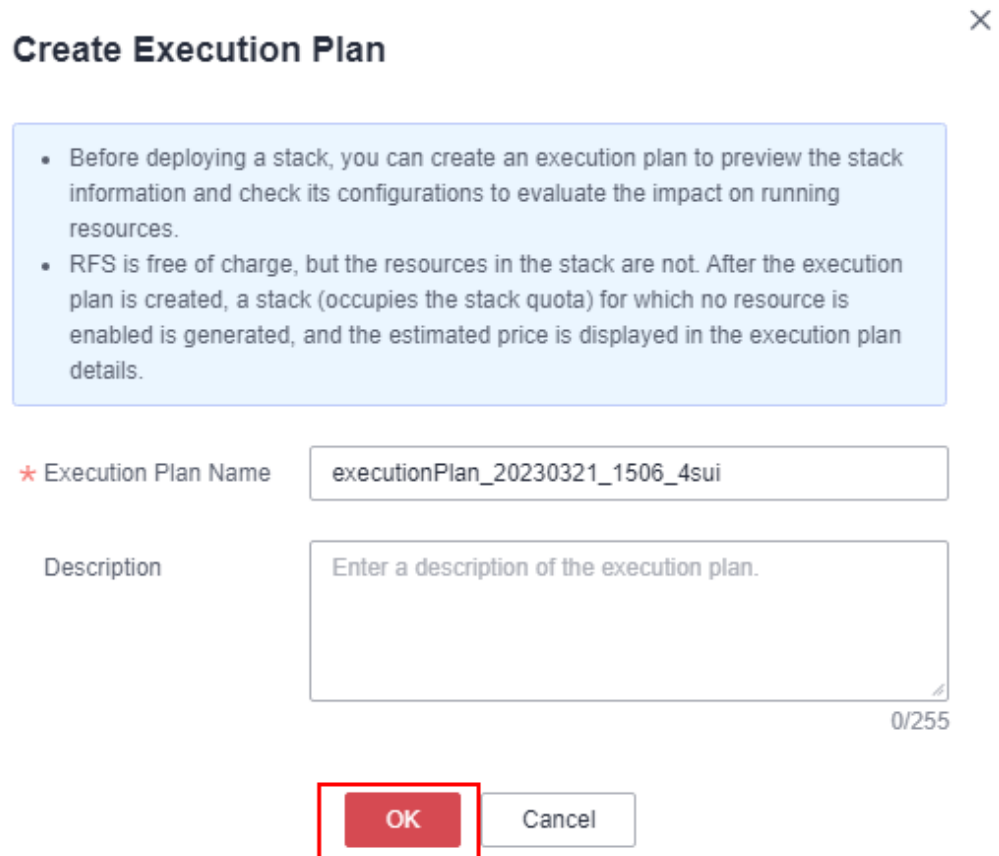 Create Execution Plan
• Before deploying a stack, you can create an execution plan to preview the stack
information and check its configurations to evaluate the impact on running
resources.
• RFS is free of charge, but the resources in the stack are not. After the execution
plan is created, a stack (occupies the stack quota) for which no resource is
enabled is generated, and the estimated price is displayed in the execution plan
details.
* Execution Plan Name executionPlan_20230321_1506_4sui
Description Enter a description of the execution plan.
0/255
OK Cancel